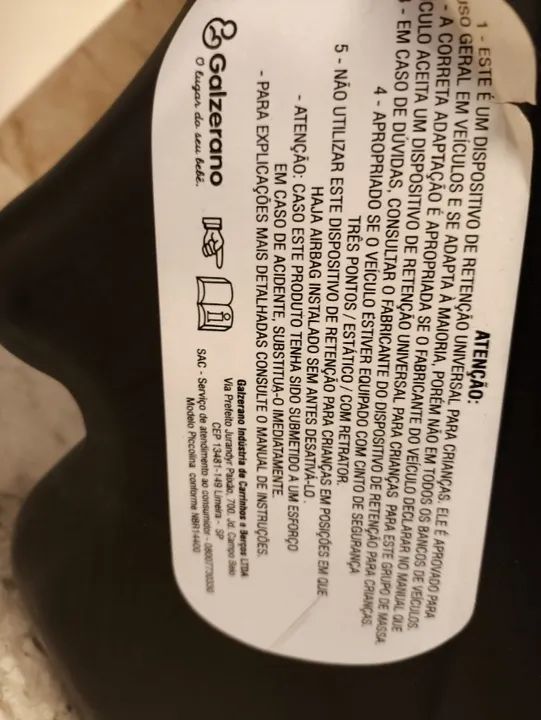 ATENÇÃO:
1 - ESTE É UM DISPOSITIVO DE RETENÇÃO UNIVERSAL PARA CRIANÇAS. ELE É APROVADO PARA
USO GERAL EM VEÍCULOS E SE ADAPTA À MAIORIA, PORÉM NÃO EM TODOS OS BANCOS DE VEÍCULOS.
- A CORRETA ADAPTAÇÃO É APROPRIADA SE O FABRICANTE DO VEÍCULO DECLARAR NO MANUAL QUE
CULO ACEITA UM DISPOSITIVO DE RETENÇÃO UNIVERSAL PARA CRIANÇAS PARA ESTE GRUPO DE MASSA.
- EM CASO DE DÚVIDAS, CONSULTAR O FABRICANTE DO DISPOSITIVO DE RETENÇÃO PARA CRIANÇAS.
4 - APROPRIADO SE O VEÍCULO ESTIVER EQUIPADO COM CINTO DE SEGURANÇA
TRÊS PONTOS / ESTÁTICO / COM RETRATOR.
5 - NÃO UTILIZAR ESTE DISPOSITIVO DE RETENÇÃO PARA CRIANÇAS EM POSIÇÕES EM QUE
HAJA AIRBAG INSTALADO SEM ANTES DESATIVÁ-LO.
- ATENÇÃO: CASO ESTE PRODUTO TENHA SIDO SUBMETIDO A UM ESFORÇO
EM CASO DE ACIDENTE, SUBSTITUA-O IMEDIATAMENTE.
- PARA EXPLICAÇÕES MAIS DETALHADAS CONSULTE O MANUAL DE INSTRUÇÕES.
Galzerano
O lugar do seu bebê.
Galzerano Indústria de Carrinhos e Berços LTDA
Via Prefeito Jurandyr Paixão, 700. Jd. Campo Belo
CEP 13481-149 Limeira - SP
SAC - Serviço de atendimento ao consumidor - 08007730330
Modelo Piccolina conforme NBR14400